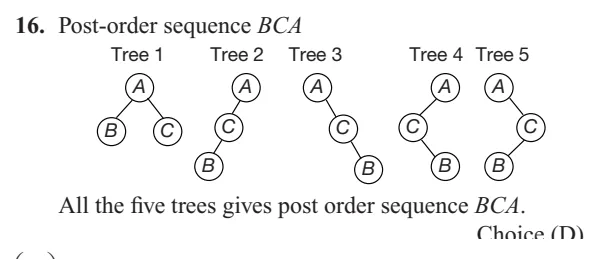 16. Post-order sequence BCA
Tree 1 Tree 2 Tree 3 Tree 4 Tree 5
A A A A A
B C C C C C
B B B B
All the five trees gives post order sequence BCA.
Choice (D)